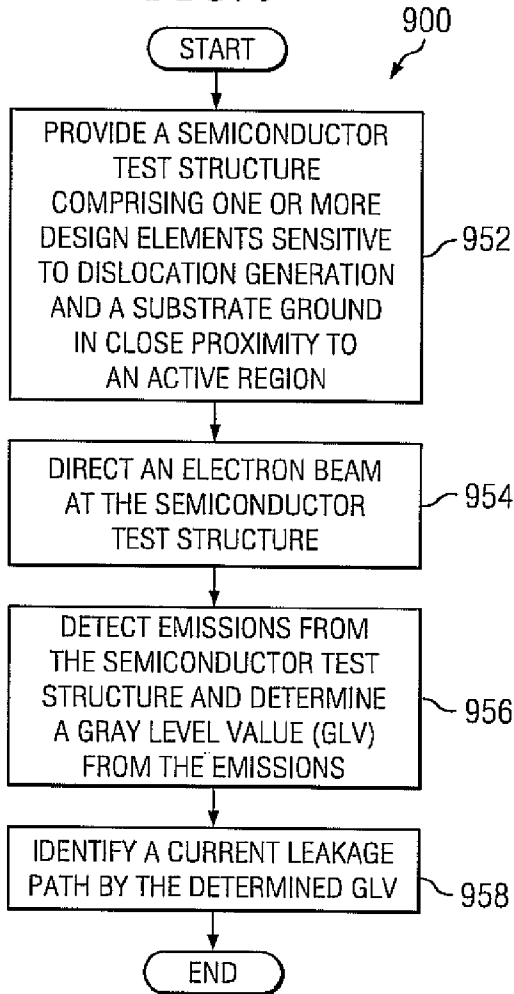 900
START
PROVIDE A SEMICONDUCTOR
TEST STRUCTURE
COMPRISING ONE OR MORE
DESIGN ELEMENTS SENSITIVE
TO DISLOCATION GENERATION
AND A SUBSTRATE GROUND
IN CLOSE PROXIMITY TO
AN ACTIVE REGION
952
DIRECT AN ELECTRON BEAM
AT THE SEMICONDUCTOR
TEST STRUCTURE
954
DETECT EMISSIONS FROM
THE SEMICONDUCTOR TEST
STRUCTURE AND DETERMINE
A GRAY LEVEL VALUE (GLV)
FROM THE EMISSIONS
956
IDENTIFY A CURRENT LEAKAGE
PATH BY THE DETERMINED GLV
958
END